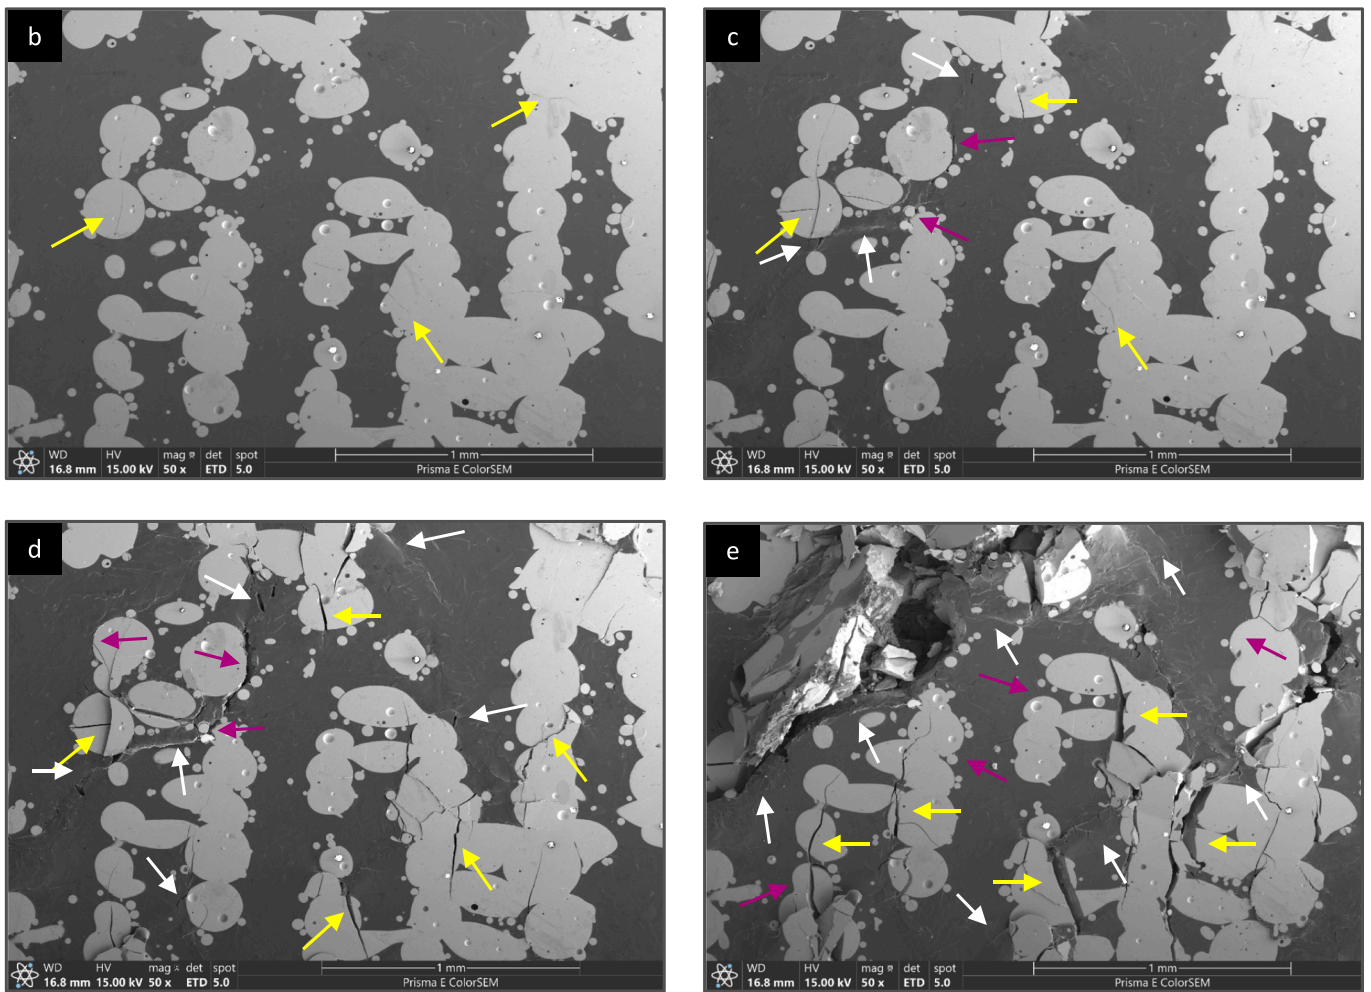 b
WD HV mag det spot
16.8 mm 15.00 kV 50 x ETD 5.0
1 mm
Prisma E ColorSEM
c
WD HV mag det spot
16.8 mm 15.00 kV 50 x ETD 5.0
1 mm
Prisma E ColorSEM
d
WD HV mag det spot
16.8 mm 15.00 kV 50 x ETD 5.0
1 mm
Prisma E ColorSEM
e
WD HV mag det spot
16.8 mm 15.00 kV 50 x ETD 5.0
1 mm
Prisma E ColorSEM